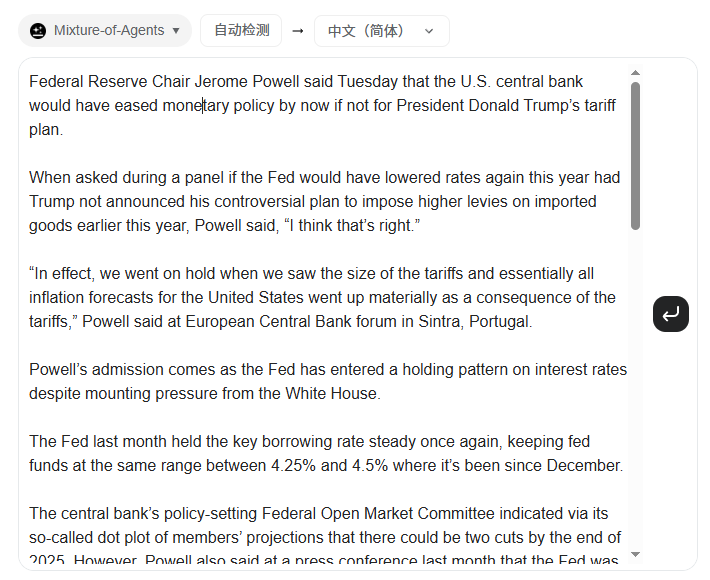 Mixture-of-Agents ▼ 自动检测 → 中文（简体）
Federal Reserve Chair Jerome Powell said Tuesday that the U.S. central bank
would have eased monetary policy by now if not for President Donald Trump’s tariff
plan.
When asked during a panel if the Fed would have lowered rates again this year had
Trump not announced his controversial plan to impose higher levies on imported
goods earlier this year, Powell said, “I think that’s right.”
“In effect, we went on hold when we saw the size of the tariffs and essentially all
inflation forecasts for the United States went up materially as a consequence of the
tariffs,” Powell said at European Central Bank forum in Sintra, Portugal.
Powell’s admission comes as the Fed has entered a holding pattern on interest rates
despite mounting pressure from the White House.
The Fed last month held the key borrowing rate steady once again, keeping fed
funds at the same range between 4.25% and 4.5% where it’s been since December.
The central bank’s policy-setting Federal Open Market Committee indicated via its
so-called dot plot of members’ projections that there could be two cuts by the end of
2025. However, Powell also said at a press conference last month that the Fed was